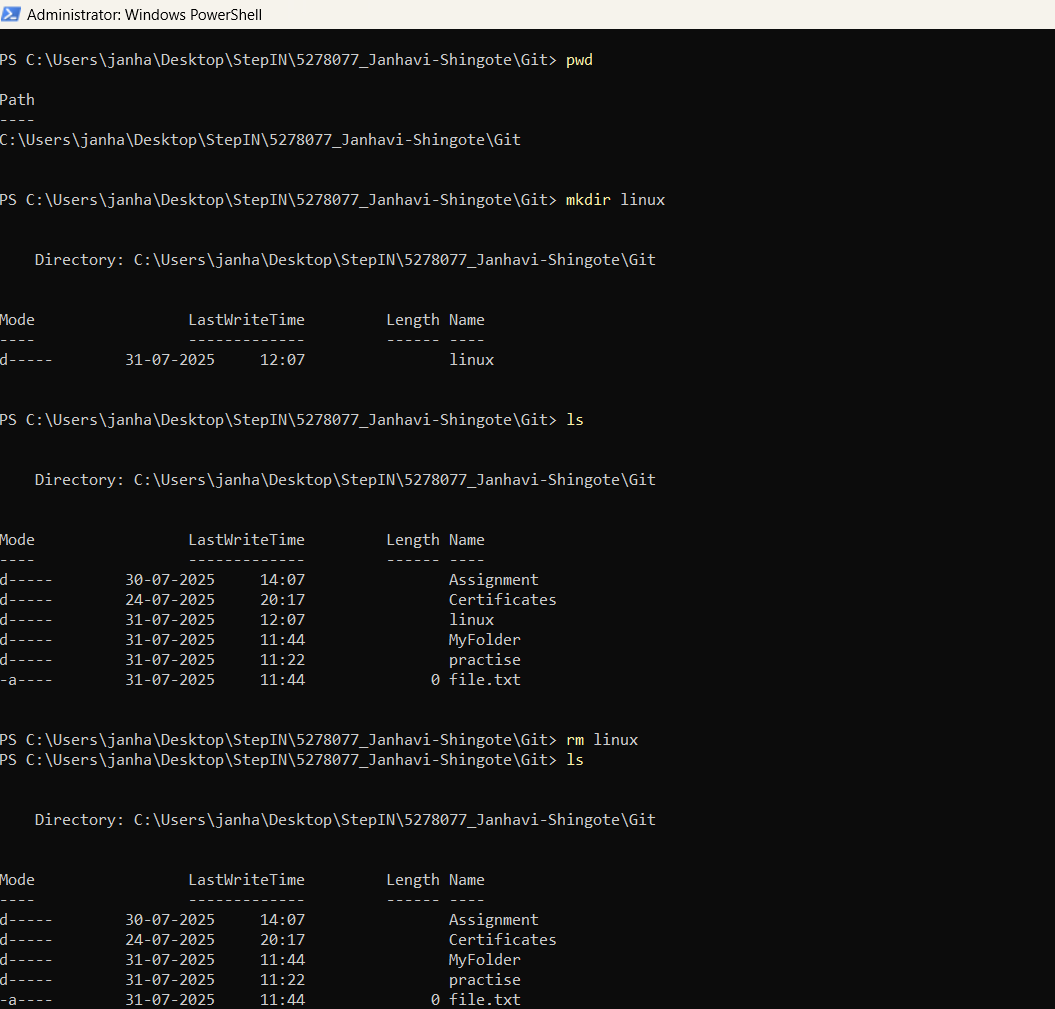 Administrator: Windows PowerShell
PS C:\Users\janha\Desktop\StepIN\5278077_Janhavi-Shingote\Git> pwd
Path
----
C:\Users\janha\Desktop\StepIN\5278077_Janhavi-Shingote\Git
PS C:\Users\janha\Desktop\StepIN\5278077_Janhavi-Shingote\Git> mkdir linux
    Directory: C:\Users\janha\Desktop\StepIN\5278077_Janhavi-Shingote\Git
Mode                 LastWriteTime         Length Name
----                 -------------         ------ ----
d-----        31-07-2025     12:07                linux
PS C:\Users\janha\Desktop\StepIN\5278077_Janhavi-Shingote\Git> ls
    Directory: C:\Users\janha\Desktop\StepIN\5278077_Janhavi-Shingote\Git
Mode                 LastWriteTime         Length Name
----                 -------------         ------ ----
d-----        30-07-2025     14:07                Assignment
d-----        24-07-2025     20:17                Certificates
d-----        31-07-2025     12:07                linux
d-----        31-07-2025     11:44                MyFolder
d-----        31-07-2025     11:22                practise
-a----        31-07-2025     11:44              0 file.txt
PS C:\Users\janha\Desktop\StepIN\5278077_Janhavi-Shingote\Git> rm linux
PS C:\Users\janha\Desktop\StepIN\5278077_Janhavi-Shingote\Git> ls
    Directory: C:\Users\janha\Desktop\StepIN\5278077_Janhavi-Shingote\Git
Mode                 LastWriteTime         Length Name
----                 -------------         ------ ----
d-----        30-07-2025     14:07                Assignment
d-----        24-07-2025     20:17                Certificates
d-----        31-07-2025     11:44                MyFolder
d-----        31-07-2025     11:22                practise
-a----        31-07-2025     11:44              0 file.txt